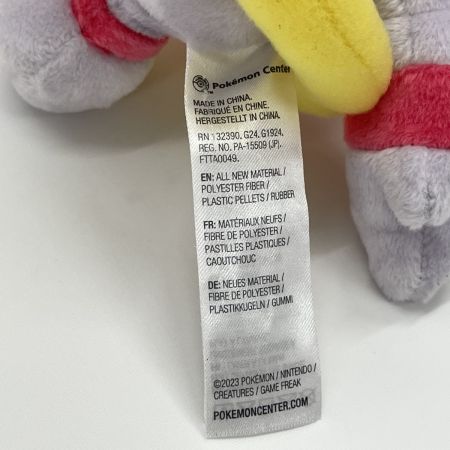 Pokémon Center
MADE IN CHINA.
FABRIQUÉ EN CHINE.
HERGESTELLT IN CHINA.
RN 132390. G24. G1924.
REG. NO. PA-15509 (JP).
FTTA0049.
EN: ALL NEW MATERIAL /
POLYESTER FIBER /
PLASTIC PELLETS / RUBBER
FR: MATÉRIAUX NEUFS /
FIBRE DE POLYESTER /
PASTILLES PLASTIQUES /
CAOUTCHOUC
DE: NEUES MATERIAL /
FIBRE DE POLYESTER /
PLASTIKKUGELN / GUMMI
©2023 POKÉMON / NINTENDO /
CREATURES / GAME FREAK
POKEMONCENTER.COM